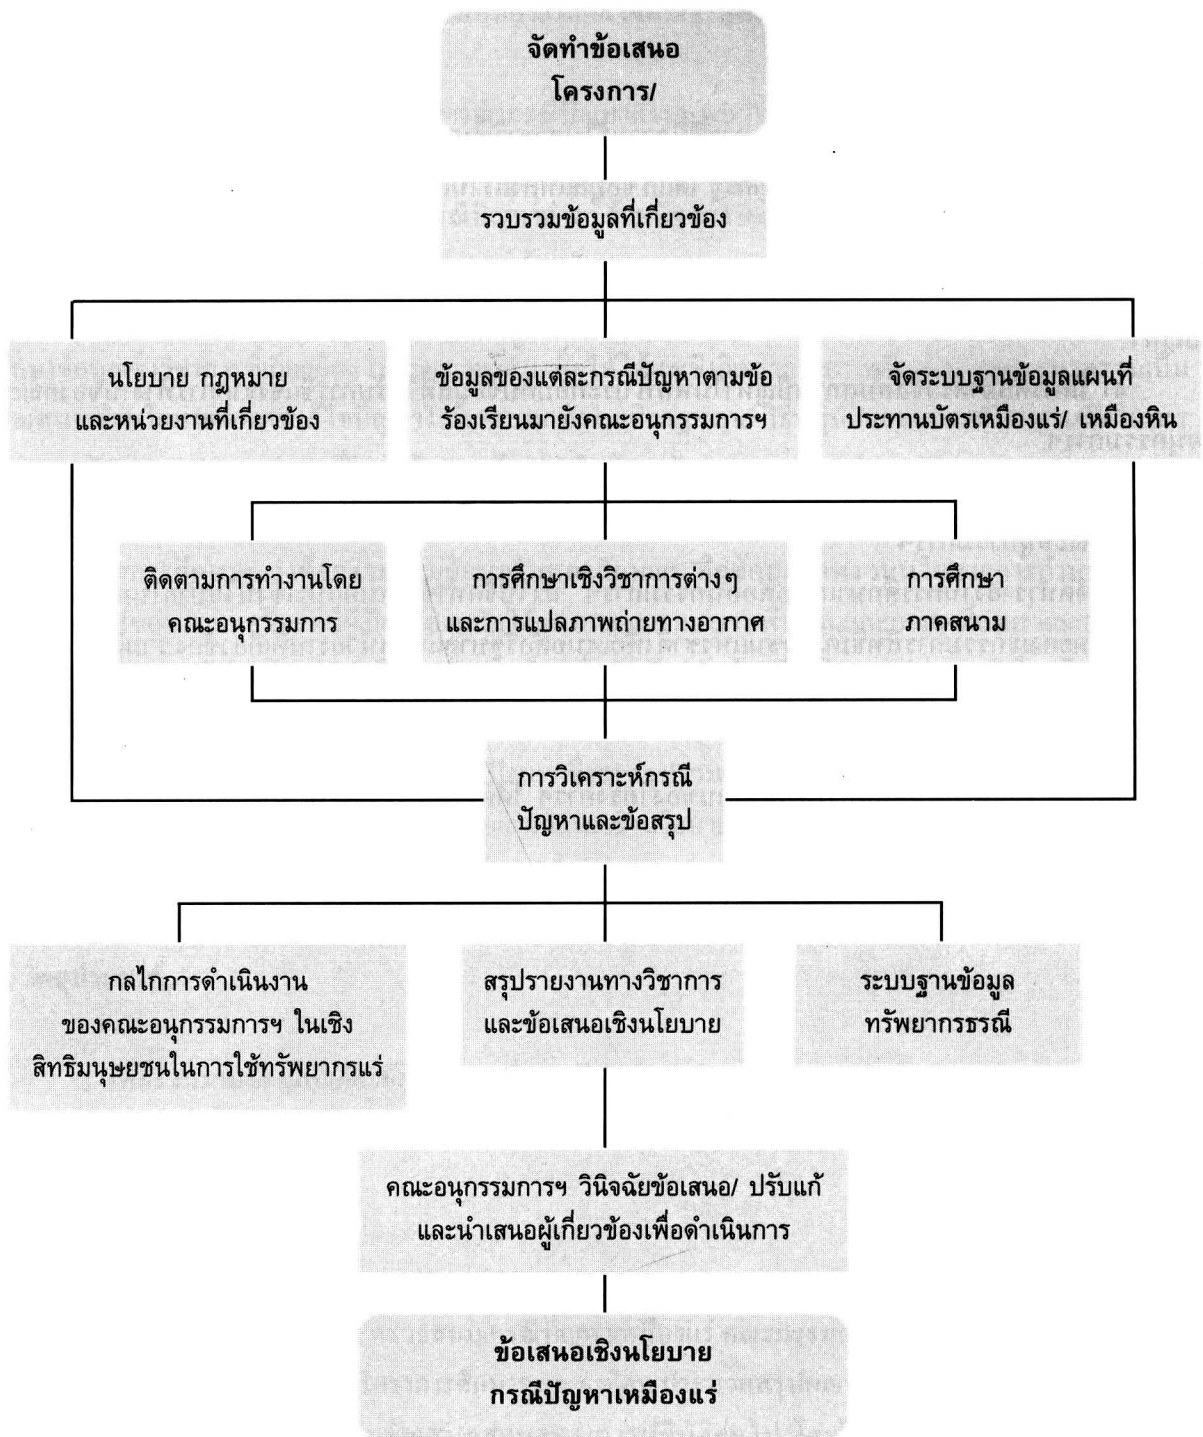 จัดทำข้อเสนอ
โครงการ/
รวบรวมข้อมูลที่เกี่ยวข้อง
นโยบาย กฎหมาย
และหน่วยงานที่เกี่ยวข้อง
ข้อมูลของแต่ละกรณีปัญหาตามข้อ
ร้องเรียนมายังคณะอนุกรรมการฯ
จัดระบบฐานข้อมูลแผนที่
ประทานบัตรเหมืองแร่/ เหมืองหิน
ติดตามการทำงานโดย
คณะอนุกรรมการ
การศึกษาเชิงวิชาการต่างๆ
และการแปลภาพถ่ายทางอากาศ
การศึกษา
ภาคสนาม
การวิเคราะห์กรณี
ปัญหาและข้อสรุป
กลไกการดำเนินงาน
ของคณะอนุกรรมการฯ ในเชิง
สิทธิมนุษยชนในการใช้ทรัพยากรแร่
สรุปรายงานทางวิชาการ
และข้อเสนอเชิงนโยบาย
ระบบฐานข้อมูล
ทรัพยากรธรณี
คณะอนุกรรมการฯ วินิจฉัยข้อเสนอ/ ปรับแก้
และนำเสนอผู้เกี่ยวข้องเพื่อดำเนินการ
ข้อเสนอเชิงนโยบาย
กรณีปัญหาเหมืองแร่